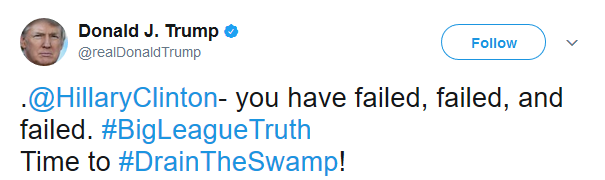 Donald J. Trump
@realDonaldTrump
Follow
.@HillaryClinton- you have failed, failed, and
failed. #BigLeagueTruth
Time to #DrainTheSwamp!